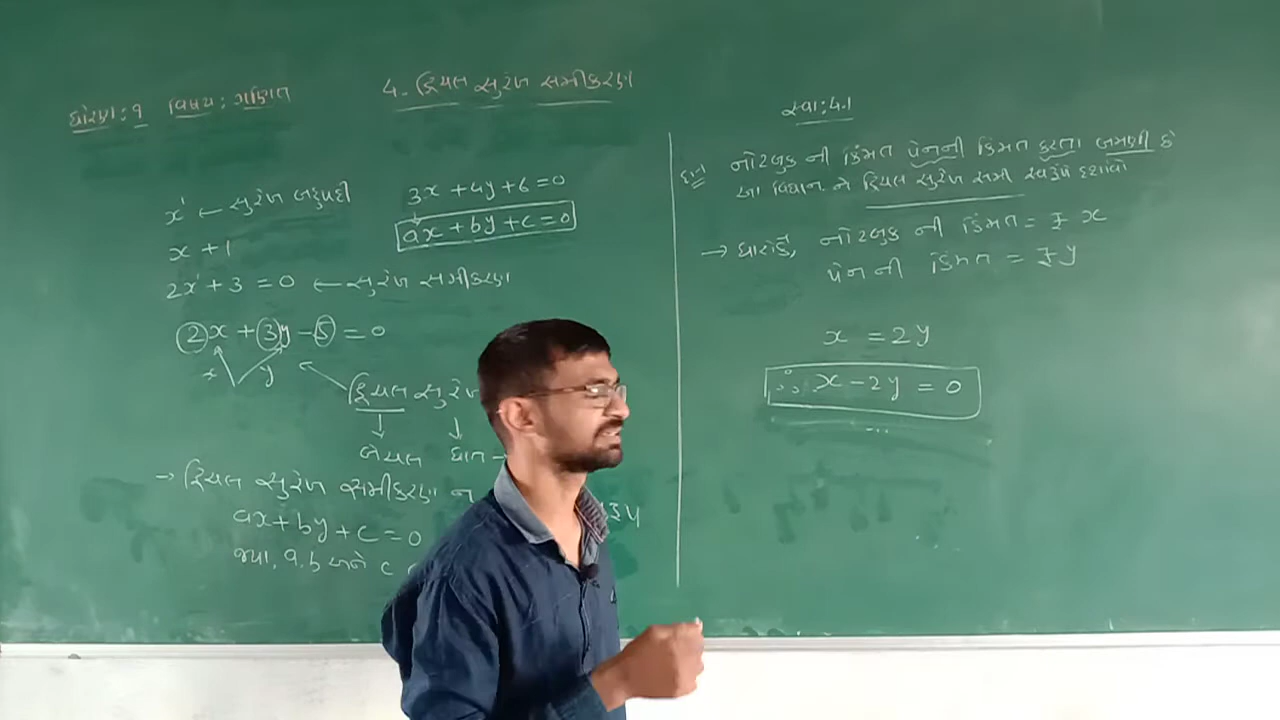 ધોરણ : 9 વિષય : ગણિત
4. દ્વિચલ સુરેખ સમીકરણ
x¹ ← સુરેખ બહુપદી
x + 1
2x¹ + 3 = 0 ← સુરેખ સમીકરણ
3x + 4y + 6 = 0
ax + by + c = 0
2x + 3y - 5 = 0
x y
દ્વિચલ સુરેખ
બેચલ ઘાત →
→ દ્વિચલ સુરેખ સમીકરણ ન
ax + by + c = 0
જ્યાં, a, b અને c
સ્વા : 4.1
નોટબુક ની કિંમત પેનની કિંમત કરતા બમણી છે
આ વિધાન ને દ્વિચલ સુરેખ સમી સ્વરૂપે દર્શાવો
→ ધારોકે, નોટબુક ની કિંમત = ₹ x
પેન ની કિંમત = ₹ y
x = 2y
∴ x - 2y = 0